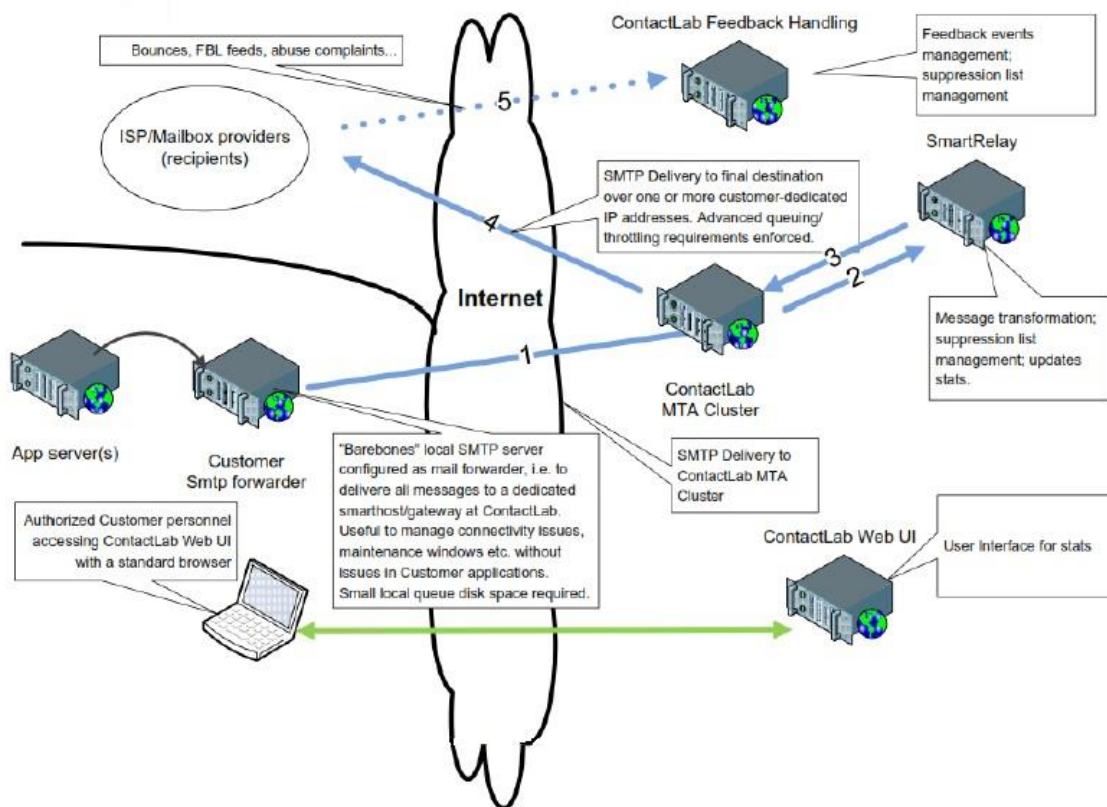 ContactLab Feedback Handling
Bounces, FBL feeds, abuse complaints...
Feedback events
management;
suppression list
management
5
ISP/Mailbox providers
(recipients)
SmartRelay
SMTP Delivery to final destination
over one or more customer-dedicated
IP addresses. Advanced queuing/
throttling requirements enforced.
4
3
2
Internet
Message transformation;
suppression list
management; updates
stats.
1
ContactLab
MTA Cluster
App server(s)
Customer
Smtp forwarder
"Barebones" local SMTP server
configured as mail forwarder, i.e. to
delivere all messages to a dedicated
smarthost/gateway at ContactLab.
Useful to manage connectivity issues,
maintenance windows etc. without
issues in Customer applications.
Small local queue disk space required.
SMTP Delivery to
ContactLab MTA
Cluster
Authorized Customer personnel
accessing ContactLab Web UI
with a standard browser
ContactLab Web UI
User Interface for stats